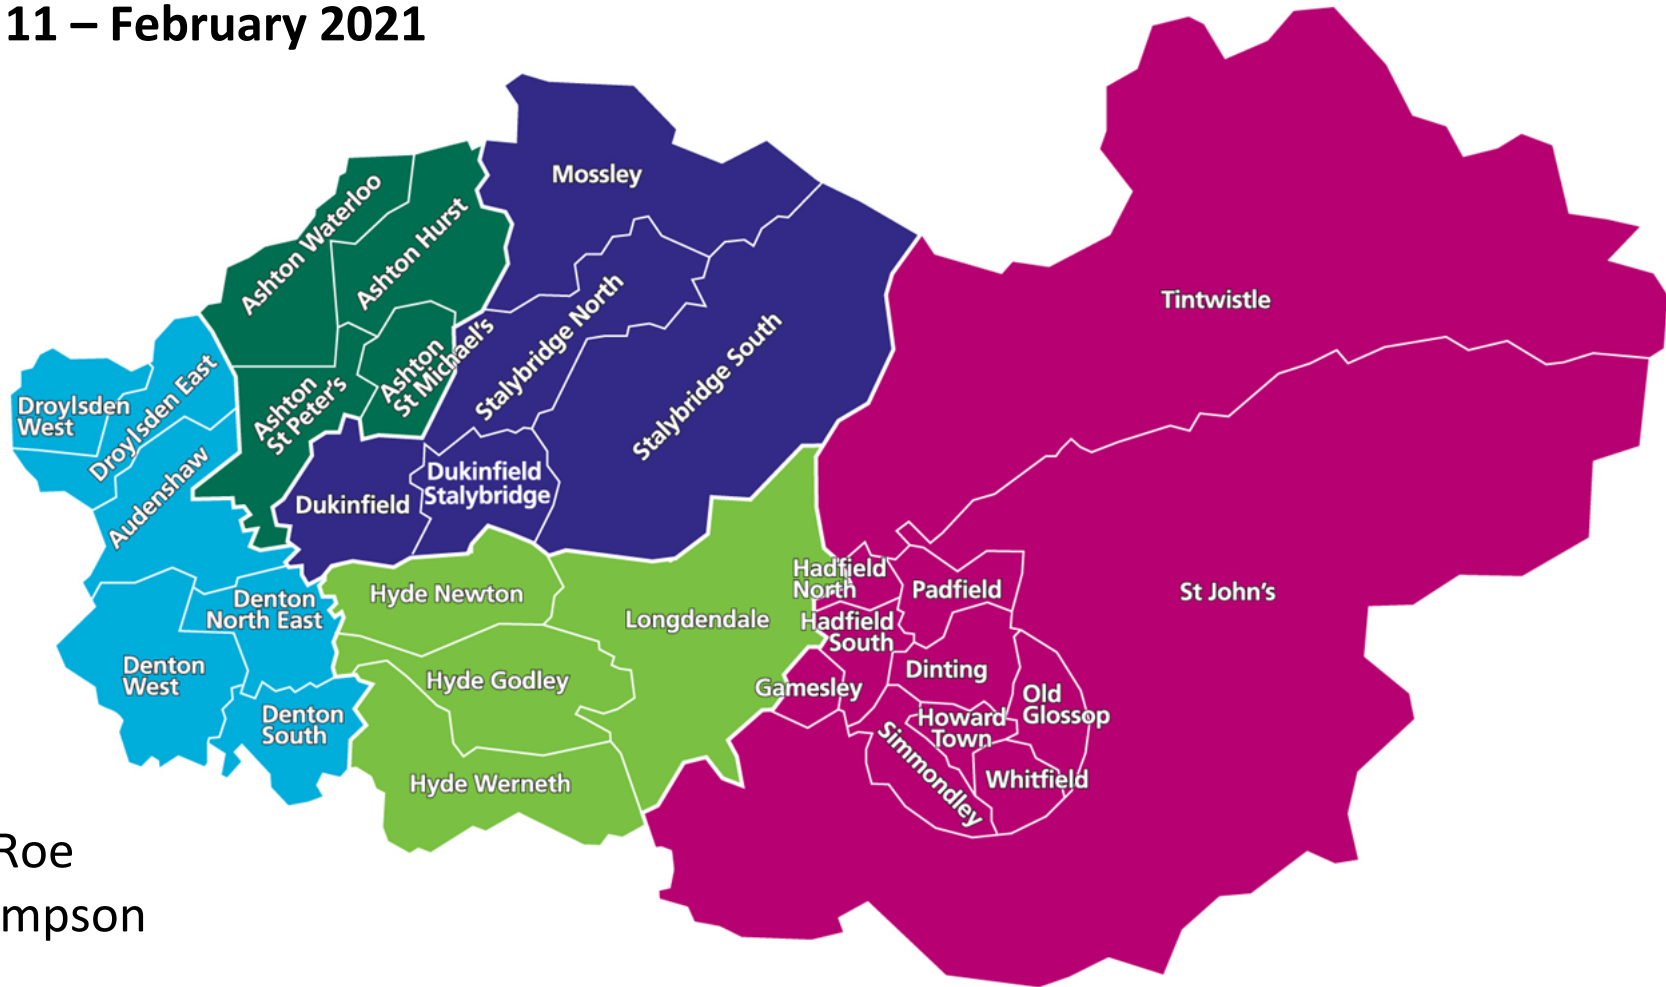 11 – February 2021
Mossley
Ashton Waterloo
Ashton Hurst
Tintwistle
Stalybridge North
Ashton
St Michael's
Stalybridge South
Droylsden
West
Droylsden East
Ashton
St Peter's
Audenshaw
Dukinfield
Stalybridge
Dukinfield
Hadfield
North
Padfield
St John's
Hyde Newton
Denton
North East
Longdendale
Hadfield
South
Denton
West
Hyde Godley
Gamesley
Dinting
Old
Glossop
Denton
South
Howard
Town
Simmondley
Whitfield
Hyde Werneth
Roe
mpson